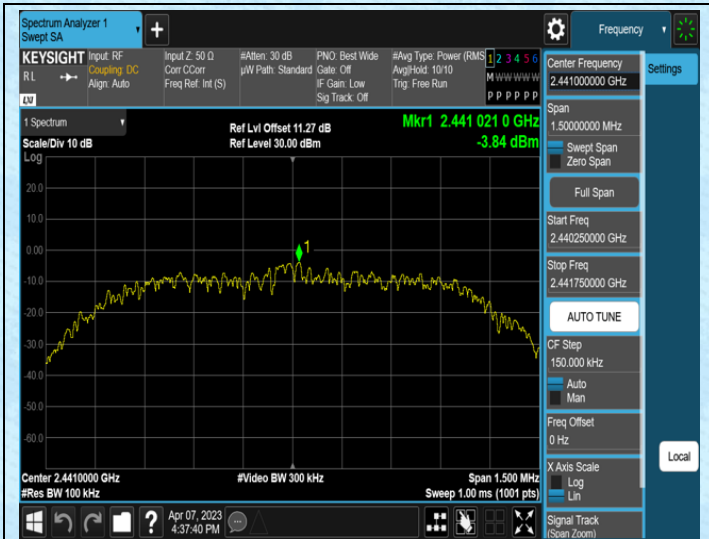 Spectrum Analyzer 1
Swept SA
Frequency
KEYSIGHT
RL
Input: RF
Coupling: DC
Align: Auto
Input Z: 50 Ω
Corr CCorr
Freq Ref: Int (S)
#Atten: 30 dB
µW Path: Standard
PNO: Best Wide
Gate: Off
IF Gain: Low
Sig Track: Off
#Avg Type: Power (RMS
Avg|Hold: 10/10
Trig: Free Run
1 2 3 4 5 6
M W W W W W
P P P P P P
LXI
1 Spectrum
Scale/Div 10 dB
Ref Lvl Offset 11.27 dB
Ref Level 30.00 dBm
Mkr1 2.441 021 0 GHz
-3.84 dBm
Log
20.0
10.0
0.00
-10.0
-20.0
-30.0
-40.0
-50.0
-60.0
1
Center 2.4410000 GHz
#Res BW 100 kHz
#Video BW 300 kHz
Span 1.500 MHz
Sweep 1.00 ms (1001 pts)
Apr 07, 2023
4:37:40 PM
Center Frequency
2.441000000 GHz
Settings
Span
1.50000000 MHz
Swept Span
Zero Span
Full Span
Start Freq
2.440250000 GHz
Stop Freq
2.441750000 GHz
AUTO TUNE
CF Step
150.000 kHz
Auto
Man
Freq Offset
0 Hz
X Axis Scale
Log
Lin
Local
Signal Track
(Span Zoom)